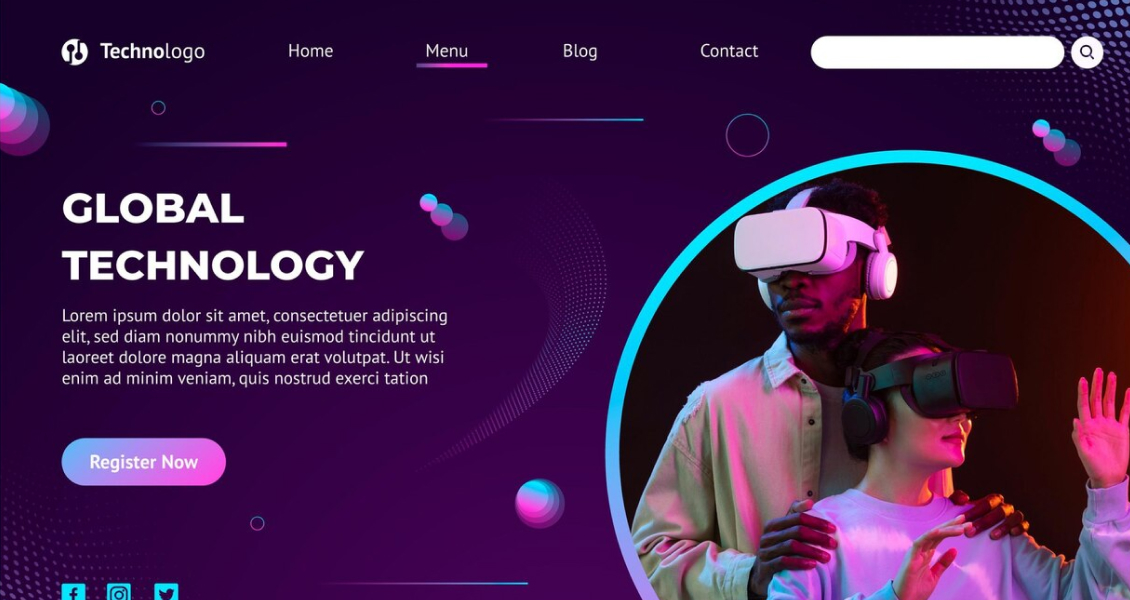 Technologo
Home
Menu
Blog
Contact
GLOBAL
TECHNOLOGY
Lorem ipsum dolor sit amet, consectetuer adipiscing
elit, sed diam nonummy nibh euismod tincidunt ut
laoreet dolore magna aliquam erat volutpat. Ut wisi
enim ad minim veniam, quis nostrud exerci tation
Register Now